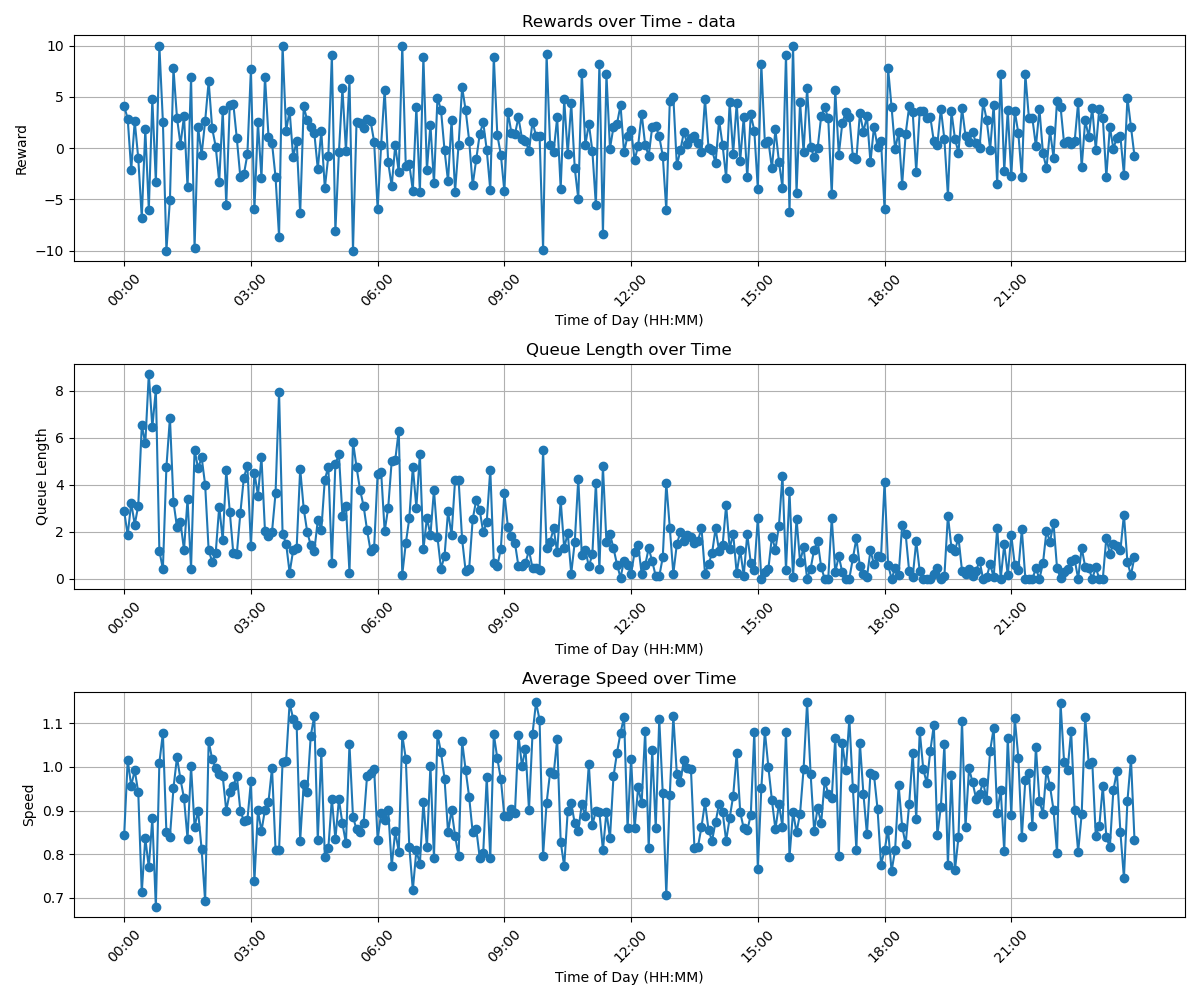 Rewards over Time - data
Reward
10
5
0
−5
−10
00:00 03:00 06:00 09:00 12:00 15:00 18:00 21:00
Time of Day (HH:MM)
Queue Length over Time
Queue Length
8
6
4
2
0
00:00 03:00 06:00 09:00 12:00 15:00 18:00 21:00
Time of Day (HH:MM)
Average Speed over Time
Speed
1.1
1.0
0.9
0.8
0.7
00:00 03:00 06:00 09:00 12:00 15:00 18:00 21:00
Time of Day (HH:MM)